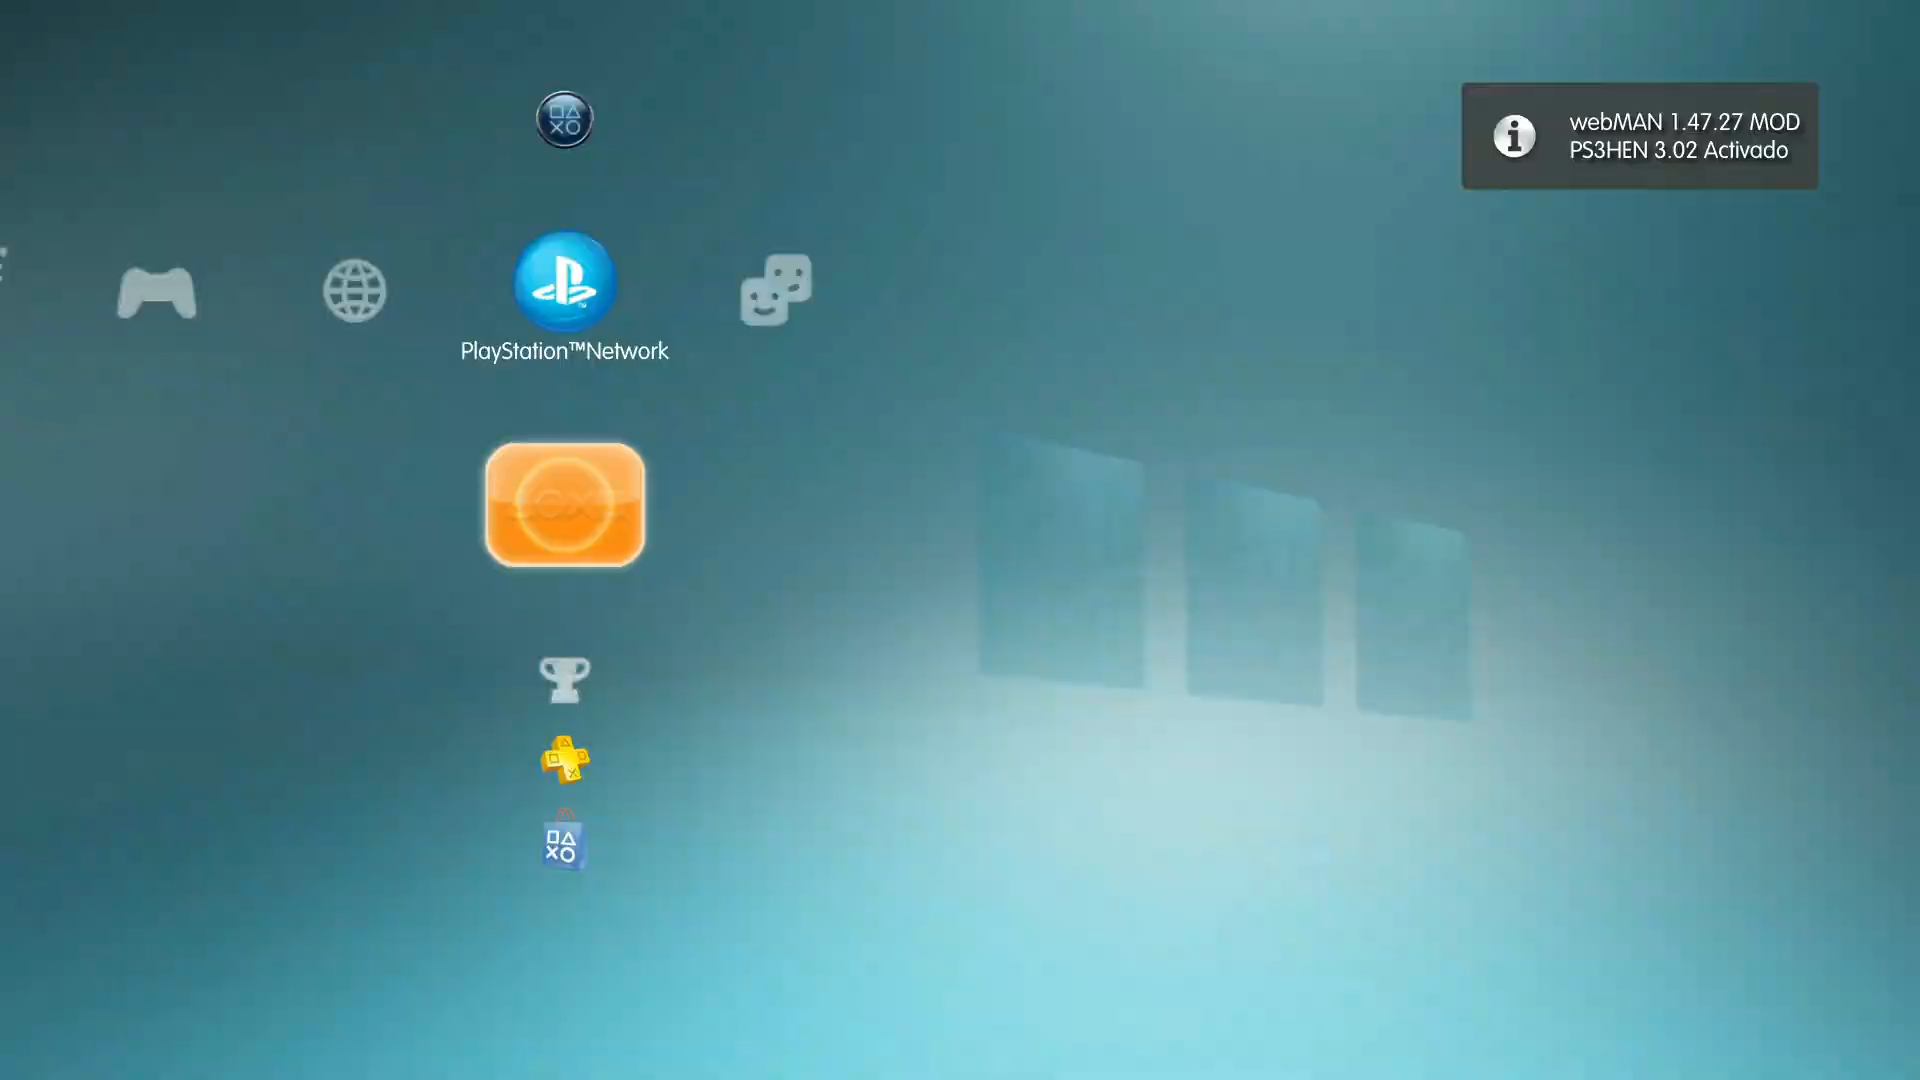 webMAN 1.47.27 MOD
PS3HEN 3.02 Activado
PlayStation™Network